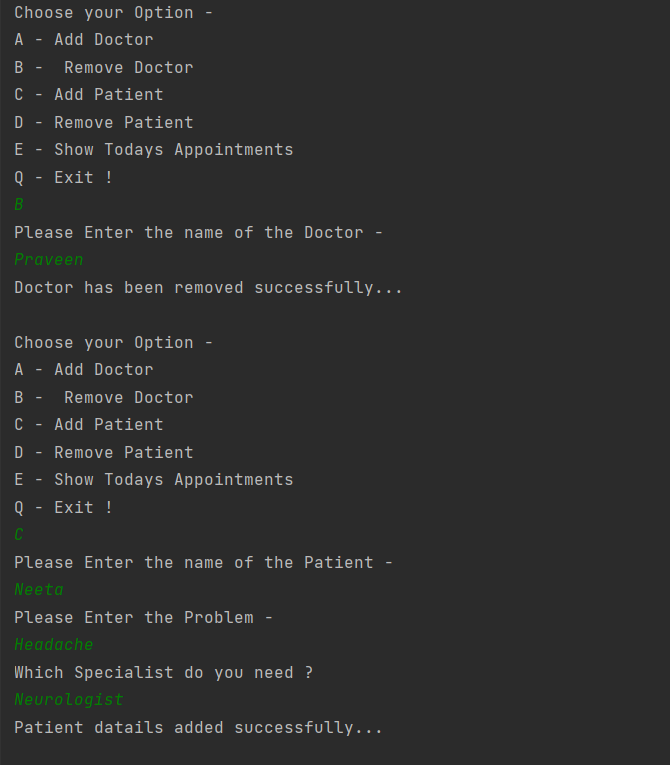 Choose your Option -
A - Add Doctor
B -  Remove Doctor
C - Add Patient
D - Remove Patient
E - Show Todays Appointments
Q - Exit !
B
Please Enter the name of the Doctor -
Praveen
Doctor has been removed successfully...
Choose your Option -
A - Add Doctor
B -  Remove Doctor
C - Add Patient
D - Remove Patient
E - Show Todays Appointments
Q - Exit !
C
Please Enter the name of the Patient -
Neeta
Please Enter the Problem -
Headache
Which Specialist do you need ?
Neurologist
Patient datails added successfully...